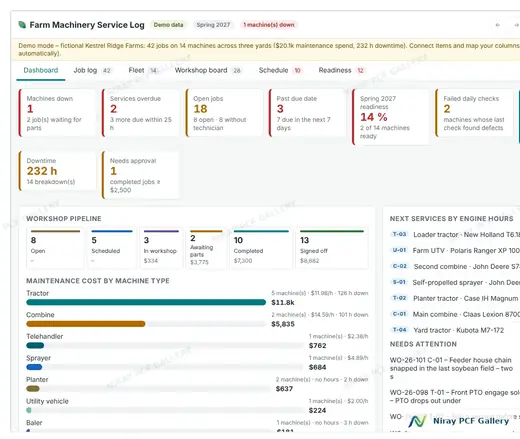 Farm Machinery Service Log Demo data Spring 2027 1 machine(s) down
Demo mode – fictional Kestrel Ridge Farms: 42 jobs on 14 machines across three yards ($20.1k maintenance spend, 232 h downtime). Connect items and map your columns
automatically).
Dashboard Job log 42 Fleet 14 Workshop board 28 Schedule 10 Readiness 12
Machines down
1
2 job(s) waiting for
parts
Services overdue
2
3 more due within 25
h
Open jobs
18
8 open · 8 without
technician
Past due date
3
7 due in the next 7
days
Spring 2027
readiness
14 %
2 of 14 machines
ready
Failed daily checks
2
machines whose last
check found defects
Downtime
232 h
14 breakdown(s)
Needs approval
1
completed jobs ≥
$2,500
WORKSHOP PIPELINE
8
Open
–
5
Scheduled
–
3
In workshop
$334
2
Awaiting
parts
$3,775
10
Completed
$7,300
13
Signed off
$8,662
MAINTENANCE COST BY MACHINE TYPE
Tractor 5 machine(s) · $11.98/h · 126 h down
$11.8k
Combine 2 machine(s) · $14.59/h · 101 h down
$5,835
Telehandler 1 machine(s) · $2.36/h
$762
Sprayer 1 machine(s) · $4.89/h
$684
Planter 2 machine(s) · no hours · 2 h down
$637
Utility vehicle 1 machine(s) · $2.00/h
$224
Baler 1 machine(s) · no hours · 3 h down
$181
NEXT SERVICES BY ENGINE HOURS
T-03 Loader tractor · New Holland T6.18
U-01 Farm UTV · Polaris Ranger XP 100
C-02 Second combine · John Deere S7
S-01 Self-propelled sprayer · John Deer
T-02 Planter tractor · Case IH Magnum
C-01 Main combine · Claas Lexion 8700
T-04 Yard tractor · Kubota M7-172
NEEDS ATTENTION
WO-26-101 C-01 – Feeder house chain
snapped in the last soybean field – two
s
WO-26-098 T-01 – Front PTO engage sol
– PTO drops out under
Niray PCF Gallery